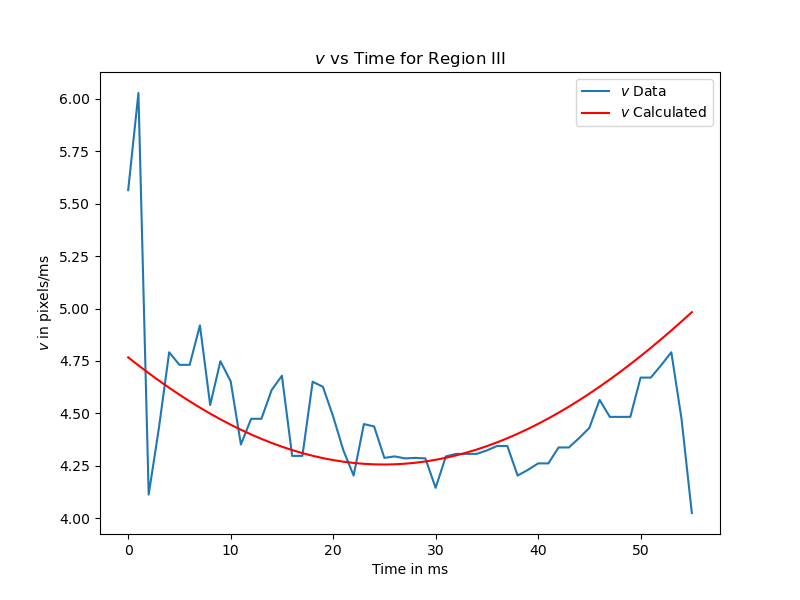 v vs Time for Region III
v Data
v Calculated
6.00
5.75
5.50
5.25
5.00
4.75
4.50
4.25
4.00
v in pixels/ms
0 10 20 30 40 50
Time in ms